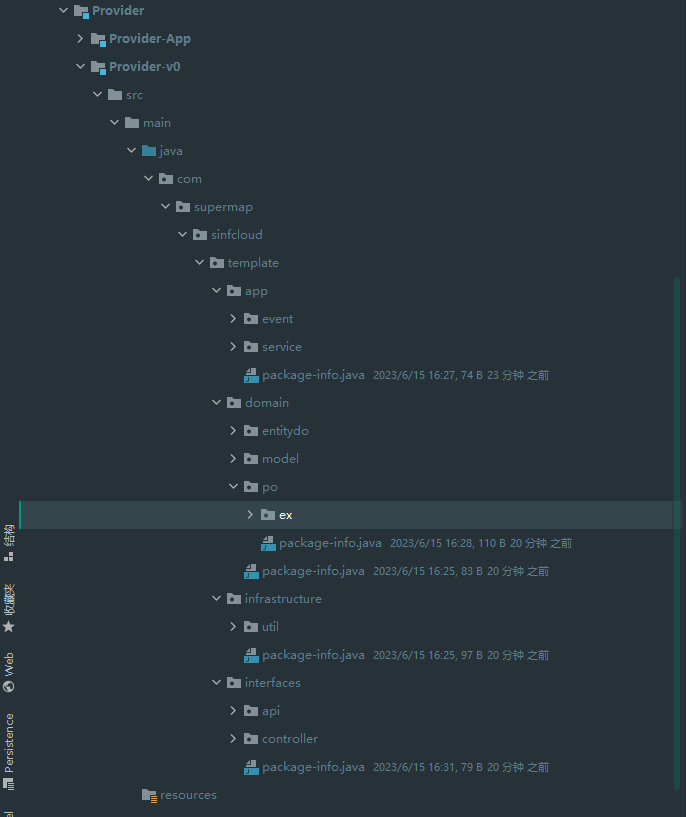 Provider
Provider-App
Provider-v0
src
main
java
com
supermap
sinfcloud
template
app
event
service
package-info.java 2023/6/15 16:27, 74 B 23 分钟 之前
domain
entitydo
model
po
ex
package-info.java 2023/6/15 16:28, 110 B 20 分钟 之前
package-info.java 2023/6/15 16:25, 83 B 20 分钟 之前
infrastructure
util
package-info.java 2023/6/15 16:25, 97 B 20 分钟 之前
interfaces
api
controller
package-info.java 2023/6/15 16:31, 79 B 20 分钟 之前
resources
结构
收藏夹
Web
Persistence